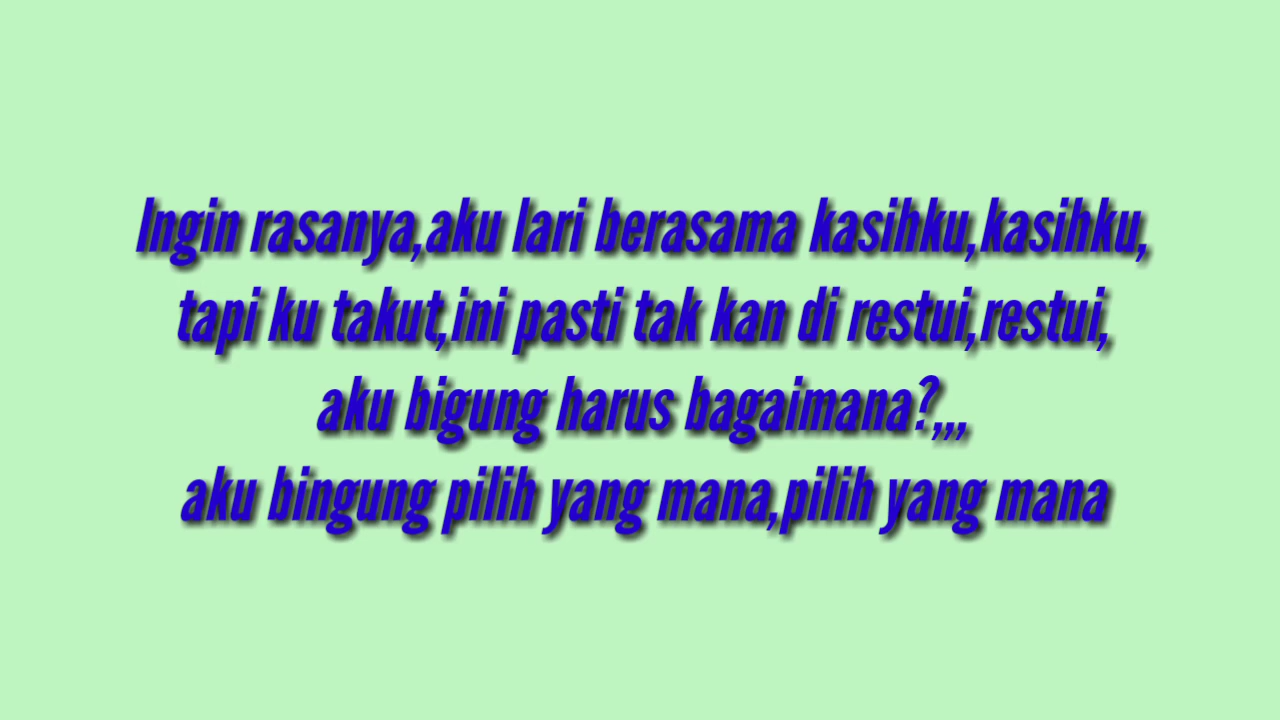 Ingin rasanya,aku lari berasama kasihku,kasihku,
tapi ku takut,ini pasti tak kan di restui,restui,
aku bigung harus bagaimana?,,,
aku bingung pilih yang mana,pilih yang mana